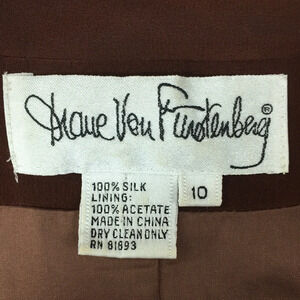 Diane Von Furstenberg®
100% SILK
LINING:
100% ACETATE
MADE IN CHINA
DRY CLEAN ONLY
RN 81893
10